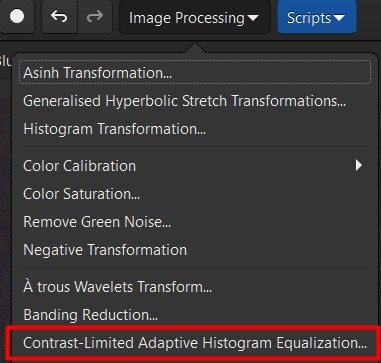 Image Processing
Scripts
Asinh Transformation...
Generalised Hyperbolic Stretch Transformations...
Histogram Transformation...
Color Calibration
Color Saturation...
Remove Green Noise...
Negative Transformation
À trous Wavelets Transform...
Banding Reduction...
Contrast-Limited Adaptive Histogram Equalization...